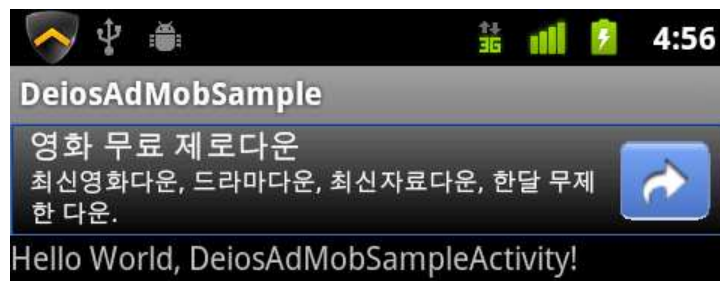 3G 4:56
DeiosAdMobSample
영화 무료 제로다운
최신영화다운, 드라마다운, 최신자료다운, 한달 무제
한 다운.
Hello World, DeiosAdMobSampleActivity!